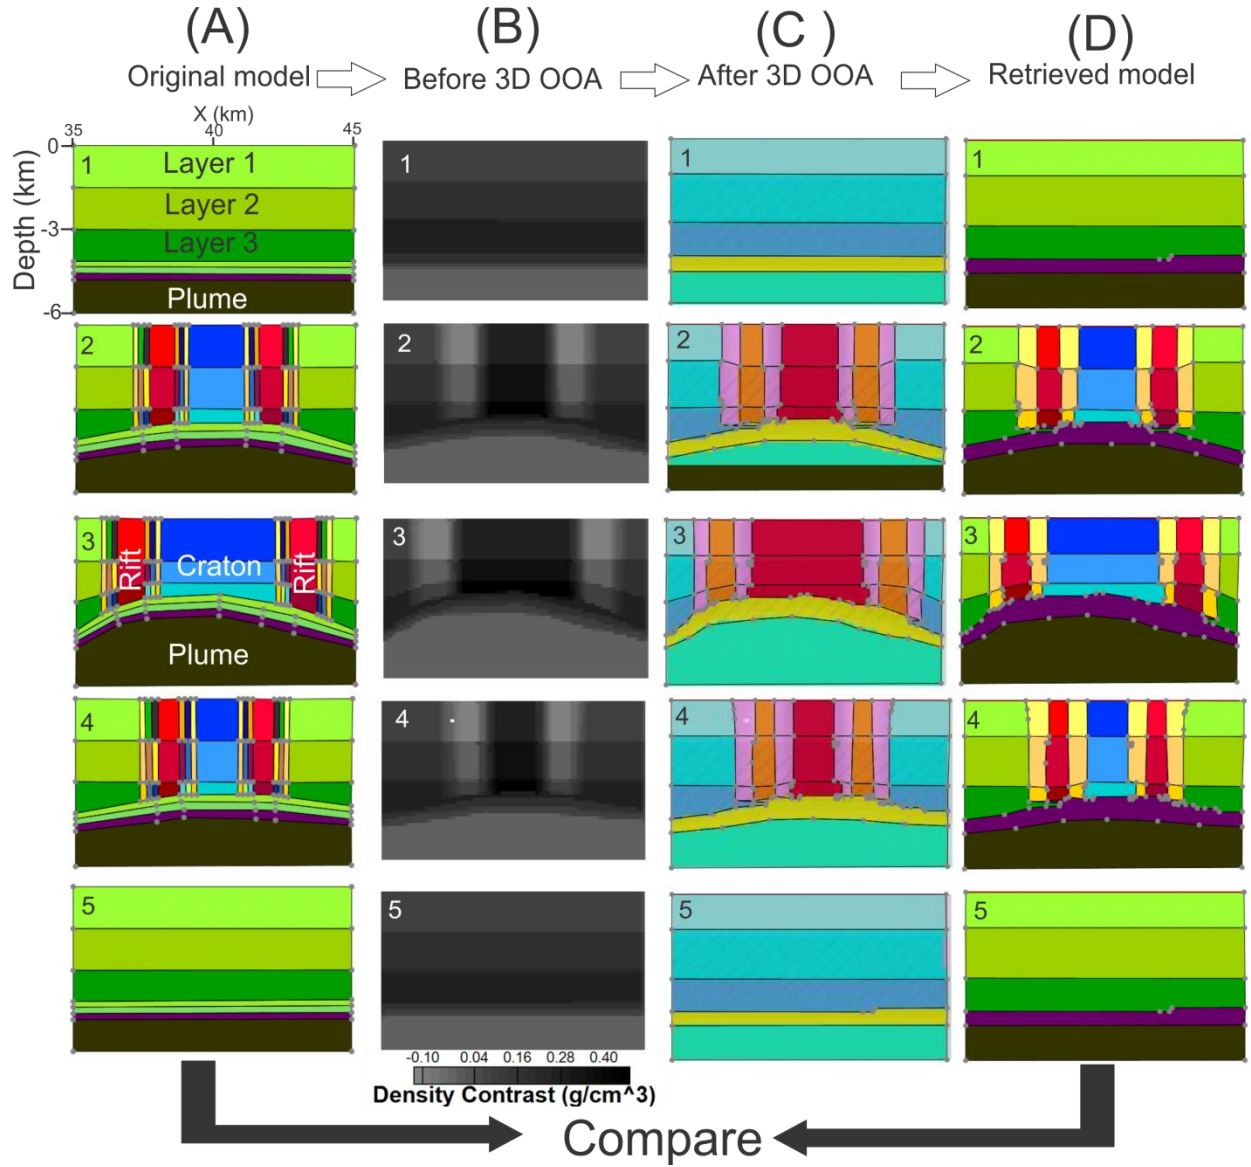 (A) (B) (C ) (D)
Original model Before 3D OOA After 3D OOA Retrieved model
X (km)
35 40 45
Depth (km)
0
-3
-6
1 Layer 1
Layer 2
Layer 3
Plume
1
1
1
2
2
2
2
3
Rift Craton Rift
Plume
3
3
3
4
4
4
4
5
5
5
5
-0.10 0.04 0.16 0.28 0.40
Density Contrast (g/cm^3)
Compare